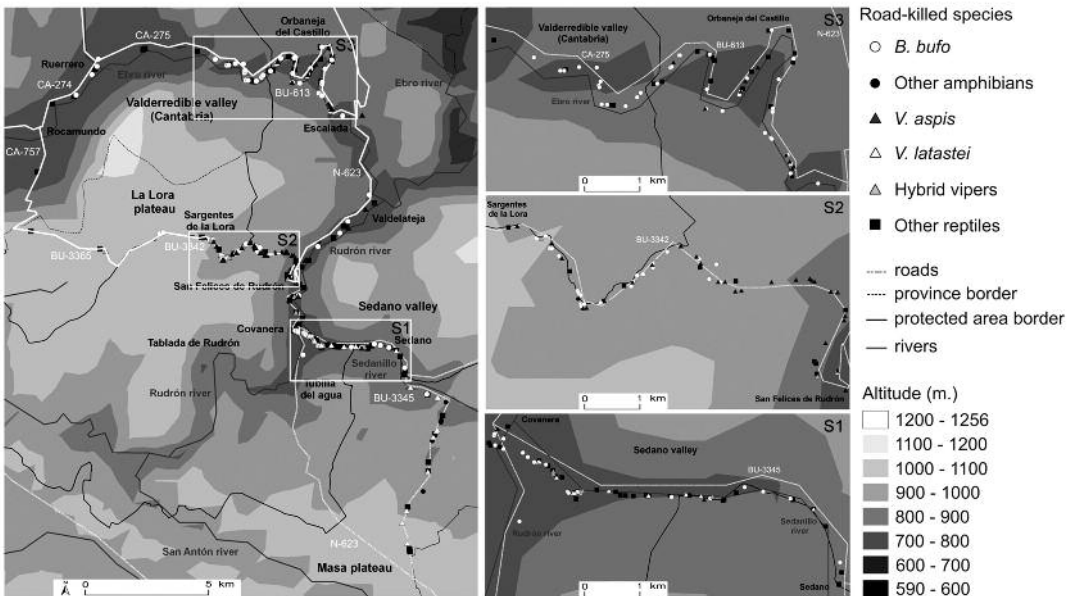 CA-275
Orbaneja
del Castillo
S3
Ruerrero
Ebro river
CA-274
BU-613
Valderredible valley
(Cantabria)
Rocamundo
Escalada
CA-757
N-623
La Lora
plateau
Valdelateja
Sargentes
de la Lora
S2
BU-3342
Rudrón river
BU-3365
San Felices de Rudrón
Sedano valley
S1
Covanera
Sedano
Tablada de Rudrón
Sedanillo
river
Rudrón river
Tubilla
del agua
BU-3345
San Antón river
N-623
Masa plateau
0 5 km
S3
Valderredible valley
(Cantabria)
Orbaneja del Castillo
N-623
CA-275
BU-613
Ebro river
0 1 km
S2
Sargentes
de la Lora
BU-3342
0 1 km
San Felices de Rudrón
S1
Covanera
Sedano valley
BU-3345
Rudrón river
Sedanillo
river
0 1 km
Sedano
Road-killed species
B. bufo
Other amphibians
V. aspis
V. latastei
Hybrid vipers
Other reptiles
roads
province border
protected area border
rivers
Altitude (m.)
1200 - 1256
1100 - 1200
1000 - 1100
900 - 1000
800 - 900
700 - 800
600 - 700
590 - 600